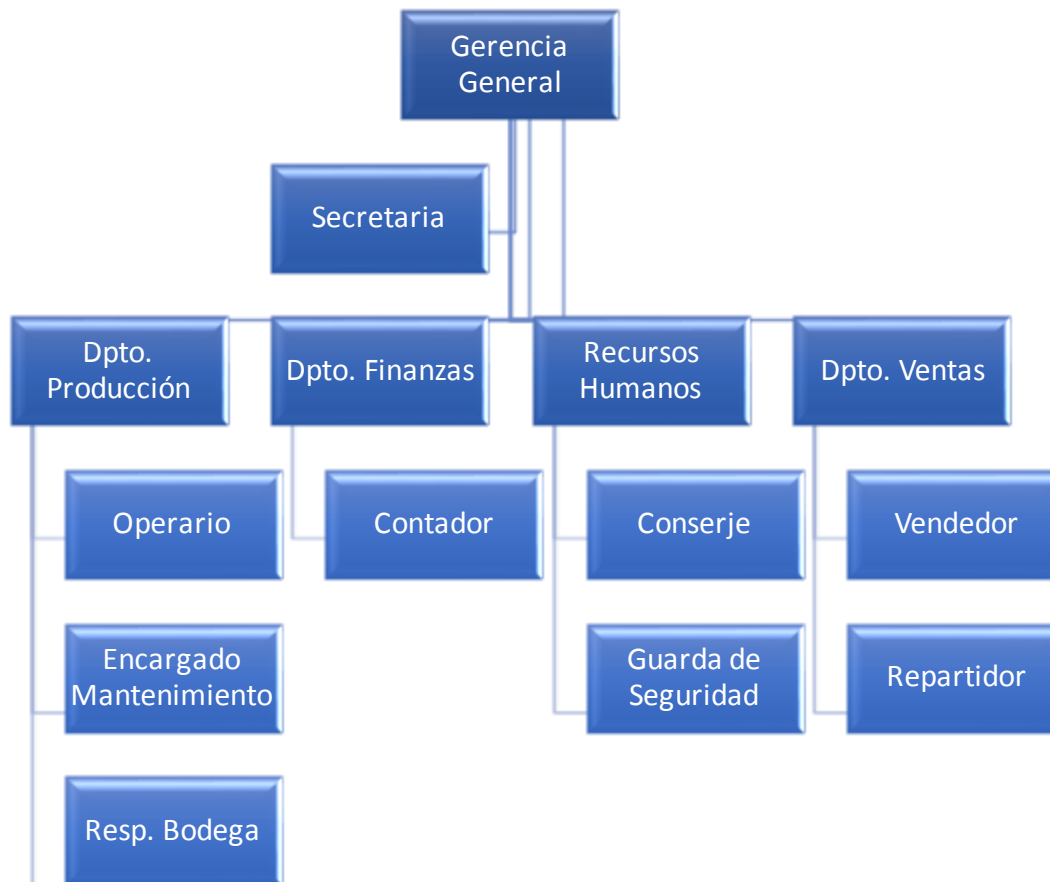 Gerencia
General
Secretaria
Dpto.
Producción
Dpto. Finanzas
Recursos
Humanos
Dpto. Ventas
Operario
Contador
Conserje
Vendedor
Encargado
Mantenimiento
Guarda de
Seguridad
Repartidor
Resp. Bodega